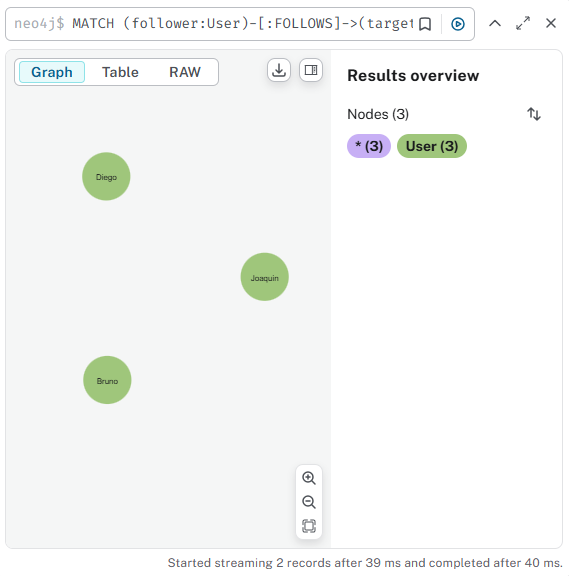 neo4j$ MATCH (follower:User)-[:FOLLOWS]->(target
Graph Table RAW
Results overview
Nodes (3)
* (3) User (3)
Diego
Joaquin
Bruno
Started streaming 2 records after 39 ms and completed after 40 ms.